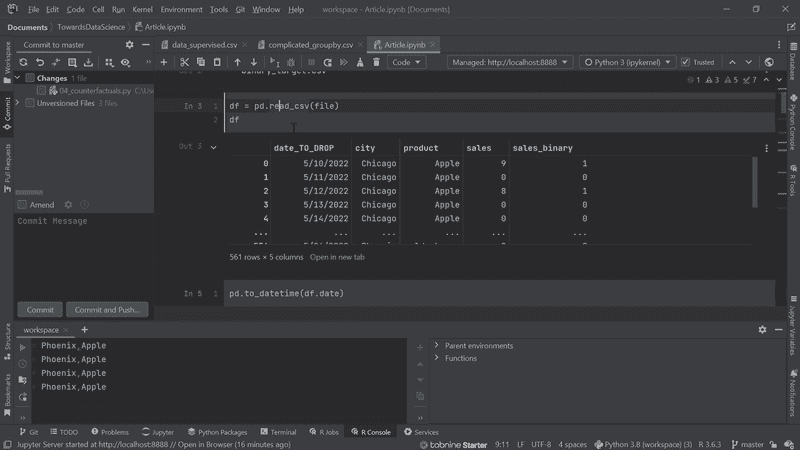 File Edit View Navigate Code Cell Run Kernel Environment Tools Git Window Help workspace - Article.ipynb [Documents]
Documents TowardsDataScience Article.ipynb
Commit to master data_supervised.csv complicated_groupby.csv Article.ipynb
Code Managed: http://localhost:8888 Python 3 (ipykernel) Trusted
Changes 1 file
04_counterfactuals.py C:\Use
Unversioned Files 3 files
1 3 5 7
binary_target.csv
In 3 1 df = pd.read_csv(file)
2 df
Out 3 date_TO_DROP city product sales sales_binary
0 5/10/2022 Chicago Apple 9 1
1 5/11/2022 Chicago Apple 0 0
2 5/12/2022 Chicago Apple 8 1
3 5/13/2022 Chicago Apple 0 0
4 5/14/2022 Chicago Apple 0 0
... ... ... ... ... ...
561 rows × 5 columns Open in new tab
In 5 1 pd.to_datetime(df.date)
Amend
Commit Message
Commit Commit and Push...
Workspace
Commit
Pull Requests
Structure
Bookmarks
Database
Python Console
R Tools
Jupyter Variables
Notifications
workspace
Phoenix,Apple
Phoenix,Apple
Phoenix,Apple
Phoenix,Apple
Parent environments
Functions
Git TODO Problems Jupyter Python Packages Terminal R Jobs R Console Services
Jupyter Server started at http://localhost:8888 // Open in Browser (16 minutes ago) tabnine Starter 9:11 LF UTF-8 4 spaces Python 3.8 (workspace) (3) R 3.6.3 master